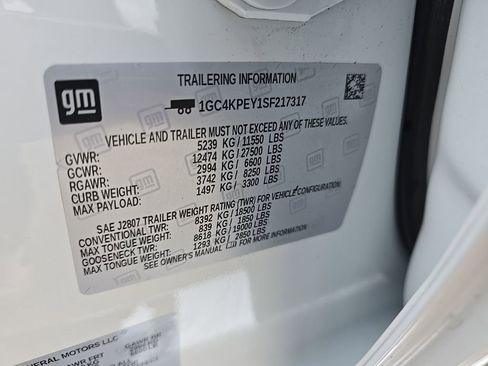 gm
TRAILERING INFORMATION
1GC4KPEY1SF217317
VEHICLE AND TRAILER MUST NOT EXCEED ANY OF THESE VALUES.
GVWR: 5239 KG / 11550 LBS
GCWR: 12474 KG / 27500 LBS
RGAWR: 2994 KG / 6600 LBS
CURB WEIGHT: 3742 KG / 8250 LBS
MAX PAYLOAD: 1497 KG / 3300 LBS
SAE J2807 TRAILER WEIGHT RATING (TWR) FOR VEHICLE CONFIGURATION.
CONVENTIONAL TWR: 8392 KG / 18500 LBS
MAX TONGUE WEIGHT: 839 KG / 1850 LBS
GOOSENECK TWR: 8618 KG / 19000 LBS
MAX TONGUE WEIGHT: 1293 KG / 2850 LBS
SEE OWNER'S MANUAL FOR MORE INFORMATION
GENERAL MOTORS LLC
GAWR FRT
GAWR RR